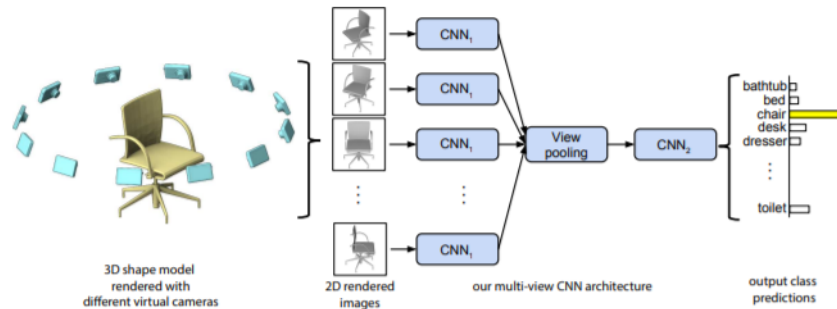 CNN₁
CNN₁
CNN₁
CNN₁
View
pooling
CNN₂
bathtub
bed
chair
desk
dresser
toilet
3D shape model
rendered with
different virtual cameras
2D rendered
images
our multi-view CNN architecture
output class
predictions